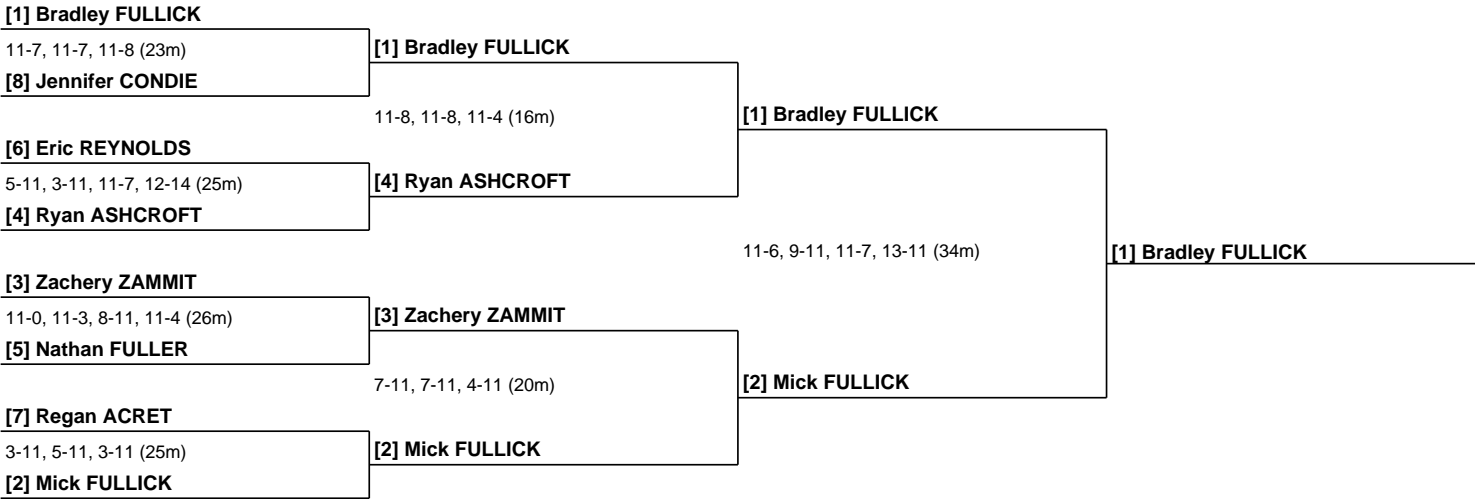 [1] Bradley FULLICK
11-7, 11-7, 11-8 (23m)
[8] Jennifer CONDIE
[6] Eric REYNOLDS
5-11, 3-11, 11-7, 12-14 (25m)
[4] Ryan ASHCROFT
[3] Zachery ZAMMIT
11-0, 11-3, 8-11, 11-4 (26m)
[5] Nathan FULLER
[7] Regan ACRET
3-11, 5-11, 3-11 (25m)
[2] Mick FULLICK
[1] Bradley FULLICK
11-8, 11-8, 11-4 (16m)
[4] Ryan ASHCROFT
[3] Zachery ZAMMIT
7-11, 7-11, 4-11 (20m)
[2] Mick FULLICK
[1] Bradley FULLICK
11-6, 9-11, 11-7, 13-11 (34m)
[2] Mick FULLICK
[1] Bradley FULLICK